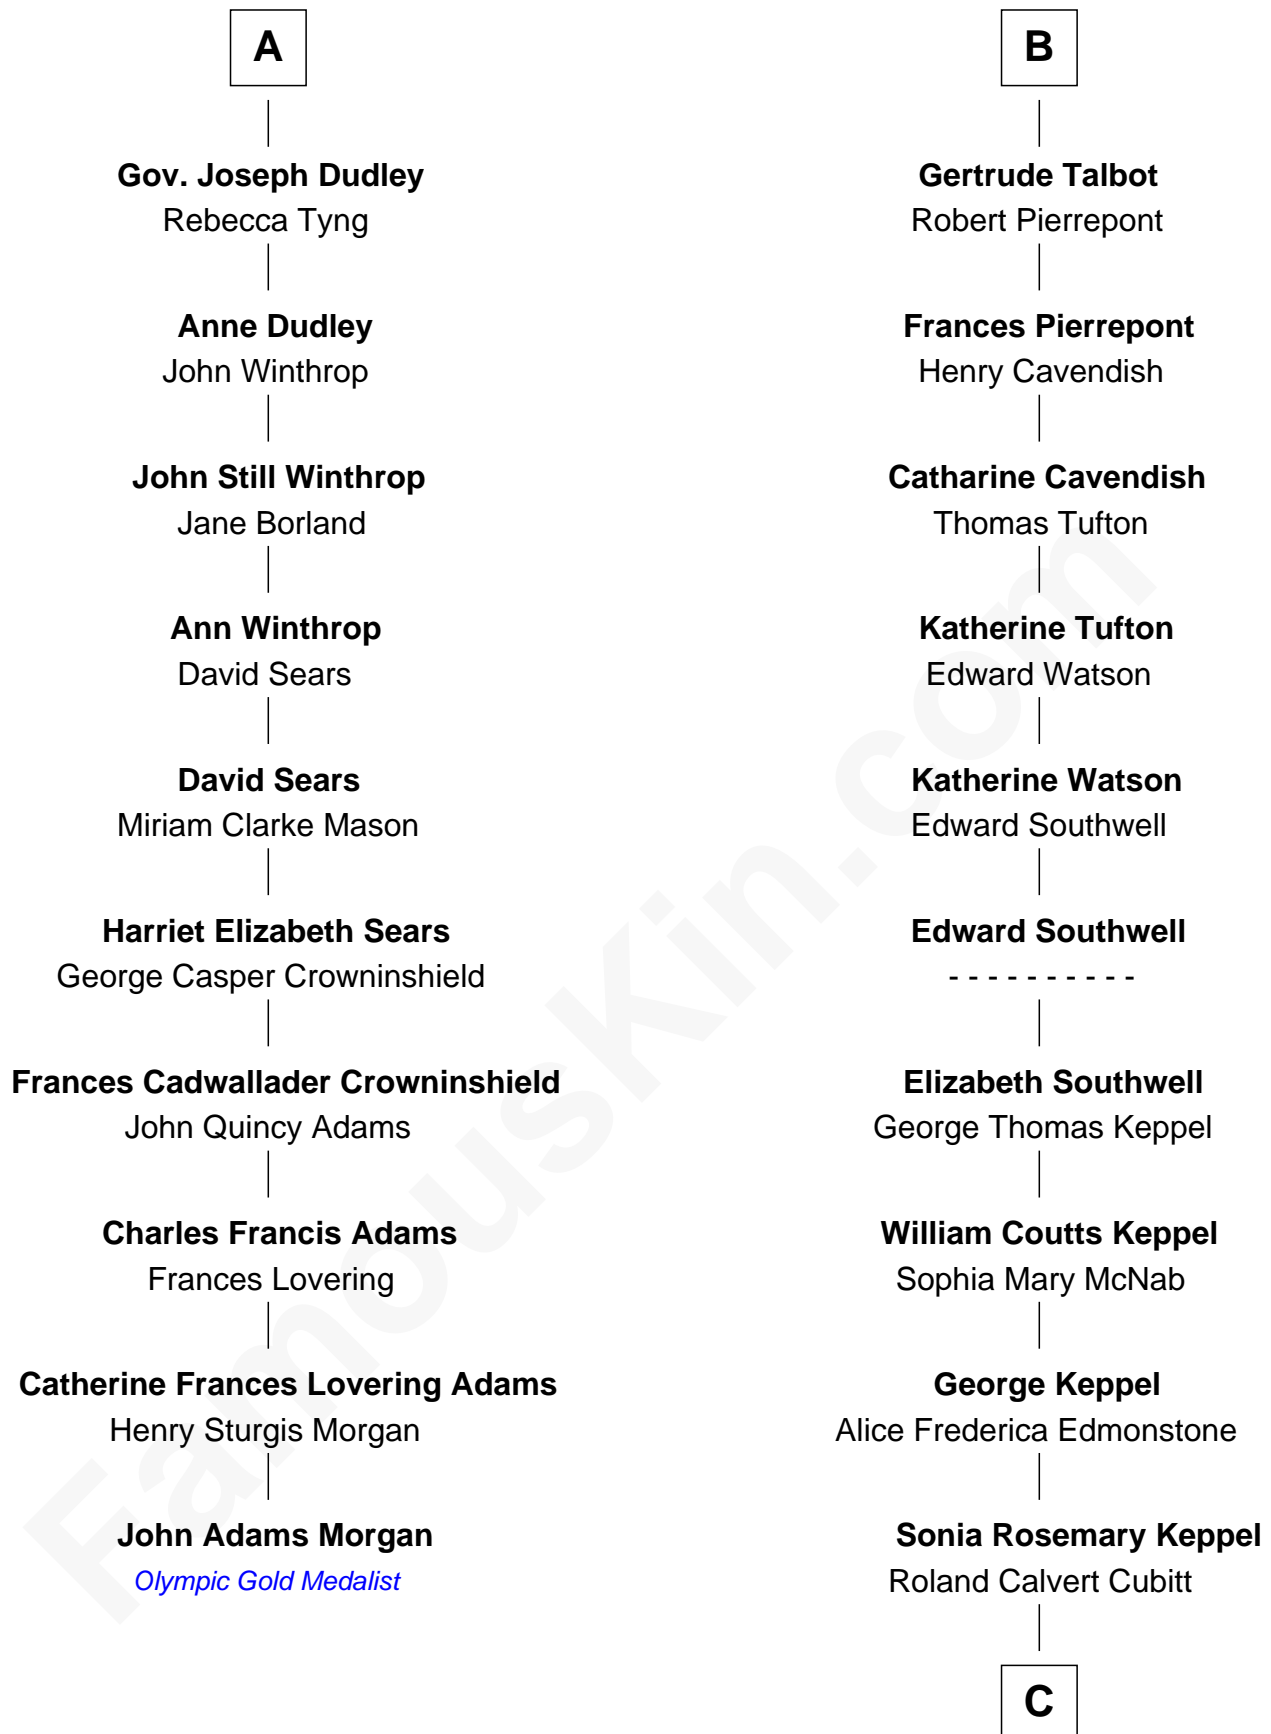 A
Gov. Joseph Dudley
Rebecca Tyng
Anne Dudley
John Winthrop
John Still Winthrop
Jane Borland
Ann Winthrop
David Sears
David Sears
Miriam Clarke Mason
Harriet Elizabeth Sears
George Casper Crowninshield
Frances Cadwallader Crowninshield
John Quincy Adams
Charles Francis Adams
Frances Lovering
Catherine Frances Lovering Adams
Henry Sturgis Morgan
John Adams Morgan
Olympic Gold Medalist
B
Gertrude Talbot
Robert Pierrepont
Frances Pierrepont
Henry Cavendish
Catharine Cavendish
Thomas Tufton
Katherine Tufton
Edward Watson
Katherine Watson
Edward Southwell
Edward Southwell
- - - - - - - - - -
Elizabeth Southwell
George Thomas Keppel
William Coutts Keppel
Sophia Mary McNab
George Keppel
Alice Frederica Edmonstone
Sonia Rosemary Keppel
Roland Calvert Cubitt
C
FamousKin.com